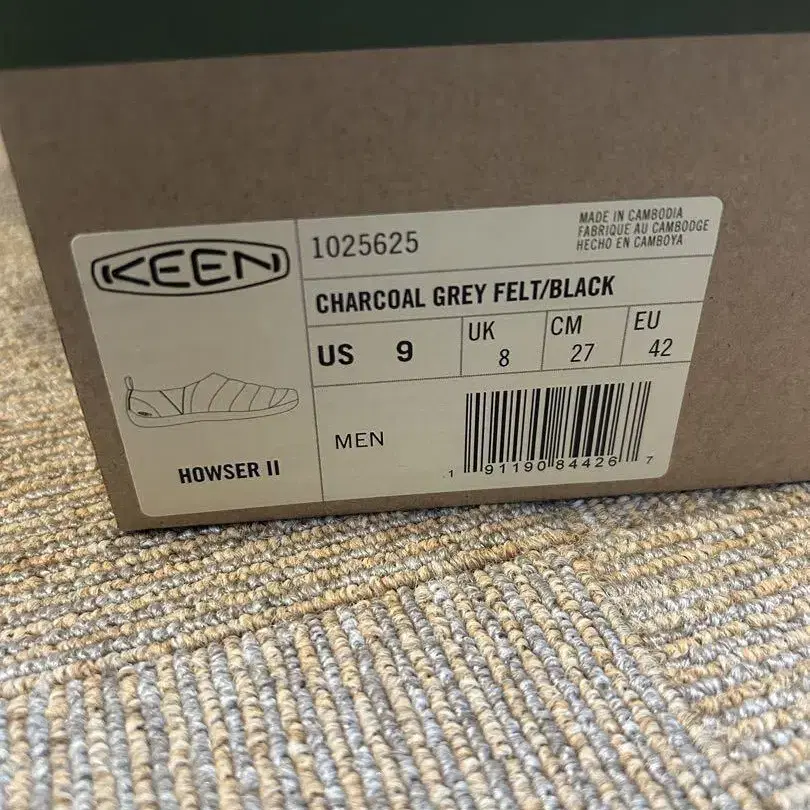 KEEN
1025625
MADE IN CAMBODIA
FABRIQUE AU CAMBODGE
HECHO EN CAMBOYA
CHARCOAL GREY FELT/BLACK
US 9
UK 8
CM 27
EU 42
HOWSER II
MEN
1 91190 84426 7